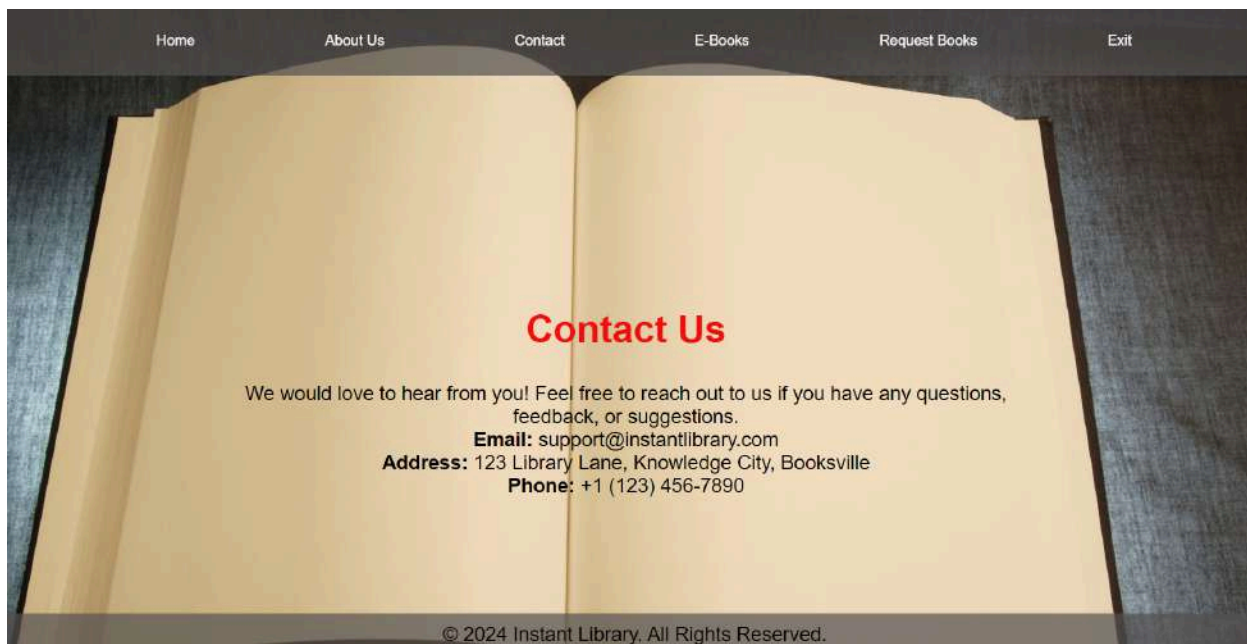 Home About Us Contact E-Books Request Books Exit
Contact Us
We would love to hear from you! Feel free to reach out to us if you have any questions,
feedback, or suggestions.
Email: support@instantlibrary.com
Address: 123 Library Lane, Knowledge City, Booksville
Phone: +1 (123) 456-7890
© 2024 Instant Library. All Rights Reserved.